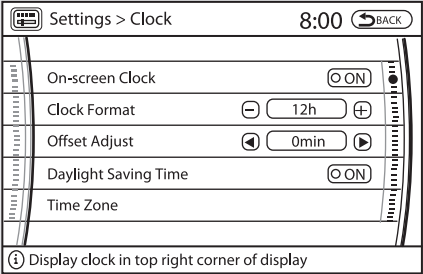 Settings > Clock 8:00 BACK
On-screen Clock ON
Clock Format 12h
Offset Adjust 0min
Daylight Saving Time ON
Time Zone
i Display clock in top right corner of display